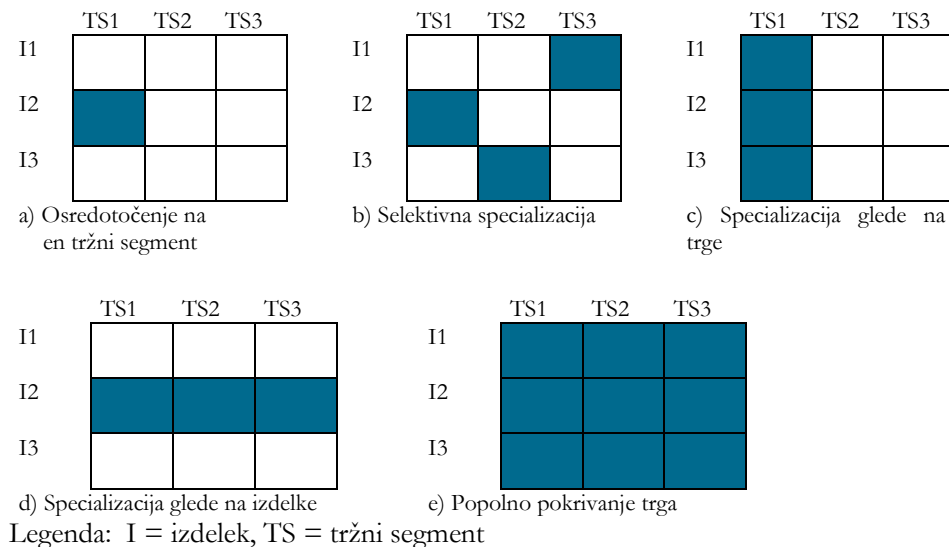 TS1 TS2 TS3
I1
I2
I3
a) Osredotočenje na
en tržni segment
TS1 TS2 TS3
I1
I2
I3
b) Selektivna specializacija
TS1 TS2 TS3
I1
I2
I3
c) Specializacija glede na
trge
TS1 TS2 TS3
I1
I2
I3
d) Specializacija glede na izdelke
TS1 TS2 TS3
I1
I2
I3
e) Popolno pokrivanje trga
Legenda: I = izdelek, TS = tržni segment